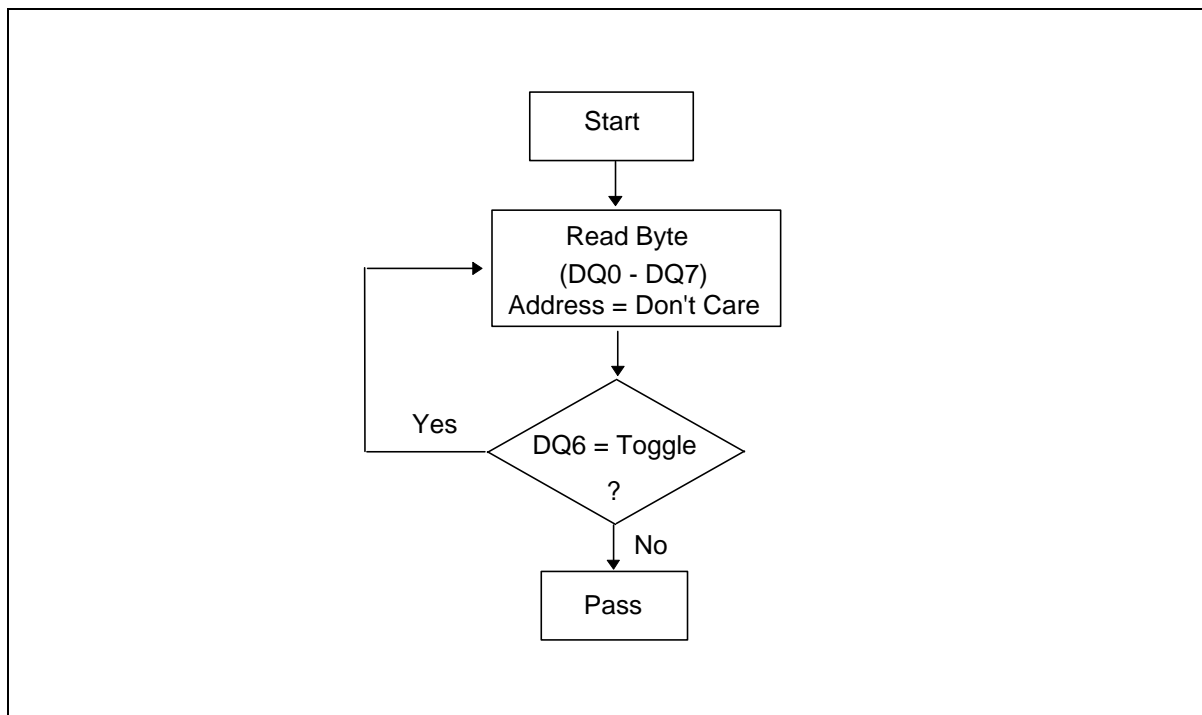 Start
Read Byte
(DQ0 - DQ7)
Address = Don't Care
Yes
DQ6 = Toggle
?
No
Pass